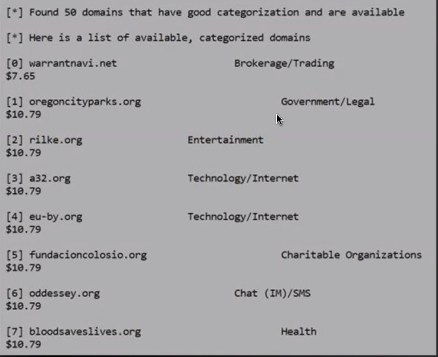 [*] Found 50 domains that have good categorization and are available
[*] Here is a list of available, categorized domains
[0] warrantnavi.net Brokerage/Trading
$7.65
[1] oregoncityparks.org Government/Legal
$10.79
[2] rilke.org Entertainment
$10.79
[3] a32.org Technology/Internet
$10.79
[4] eu-by.org Technology/Internet
$10.79
[5] fundacioncolosio.org Charitable Organizations
$10.79
[6] oddessey.org Chat (IM)/SMS
$10.79
[7] bloodsaveslives.org Health
$10.79